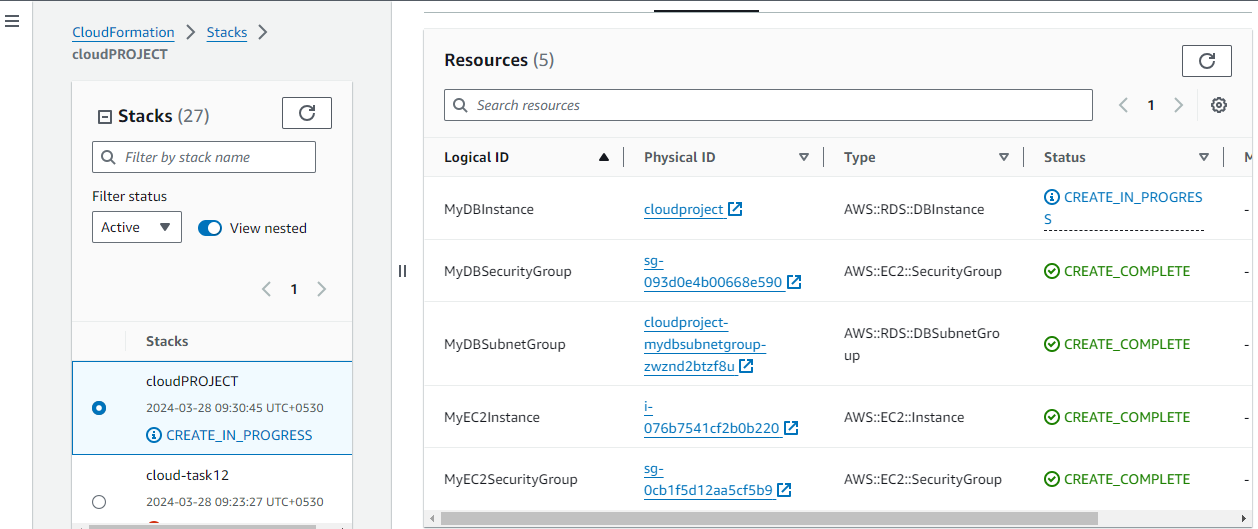 CloudFormation
Stacks
cloudPROJECT
Stacks (27)
Filter by stack name
Filter status
Active
View nested
1
Stacks
cloudPROJECT
2024-03-28 09:30:45 UTC+0530
CREATE_IN_PROGRESS
cloud-task12
2024-03-28 09:23:27 UTC+0530
Resources (5)
Search resources
1
Logical ID Physical ID Type Status M
MyDBInstance cloudproject AWS::RDS::DBInstance CREATE_IN_PROGRES
S
-
MyDBSecurityGroup sg-
093d0e4b00668e590 AWS::EC2::SecurityGroup CREATE_COMPLETE -
MyDBSubnetGroup cloudproject-
mydbsubnetgroup-
zwznd2btzf8u AWS::RDS::DBSubnetGro
up
CREATE_COMPLETE -
MyEC2Instance i-
076b7541cf2b0b220 AWS::EC2::Instance CREATE_COMPLETE -
MyEC2SecurityGroup sg-
0cb1f5d12aa5cf5b9 AWS::EC2::SecurityGroup CREATE_COMPLETE -